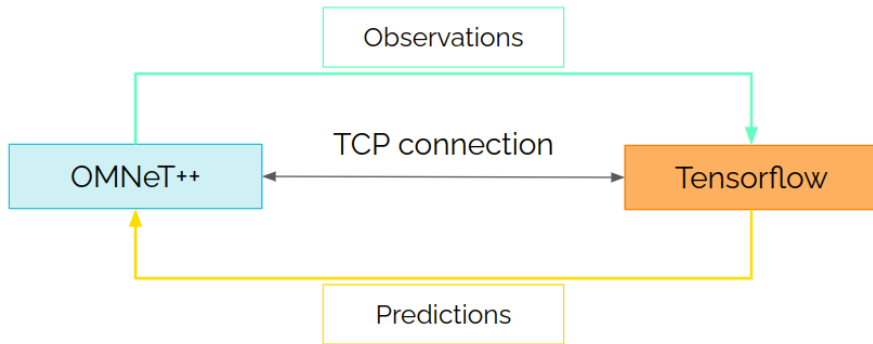 Observations
TCP connection
OMNeT++
Tensorflow
Predictions